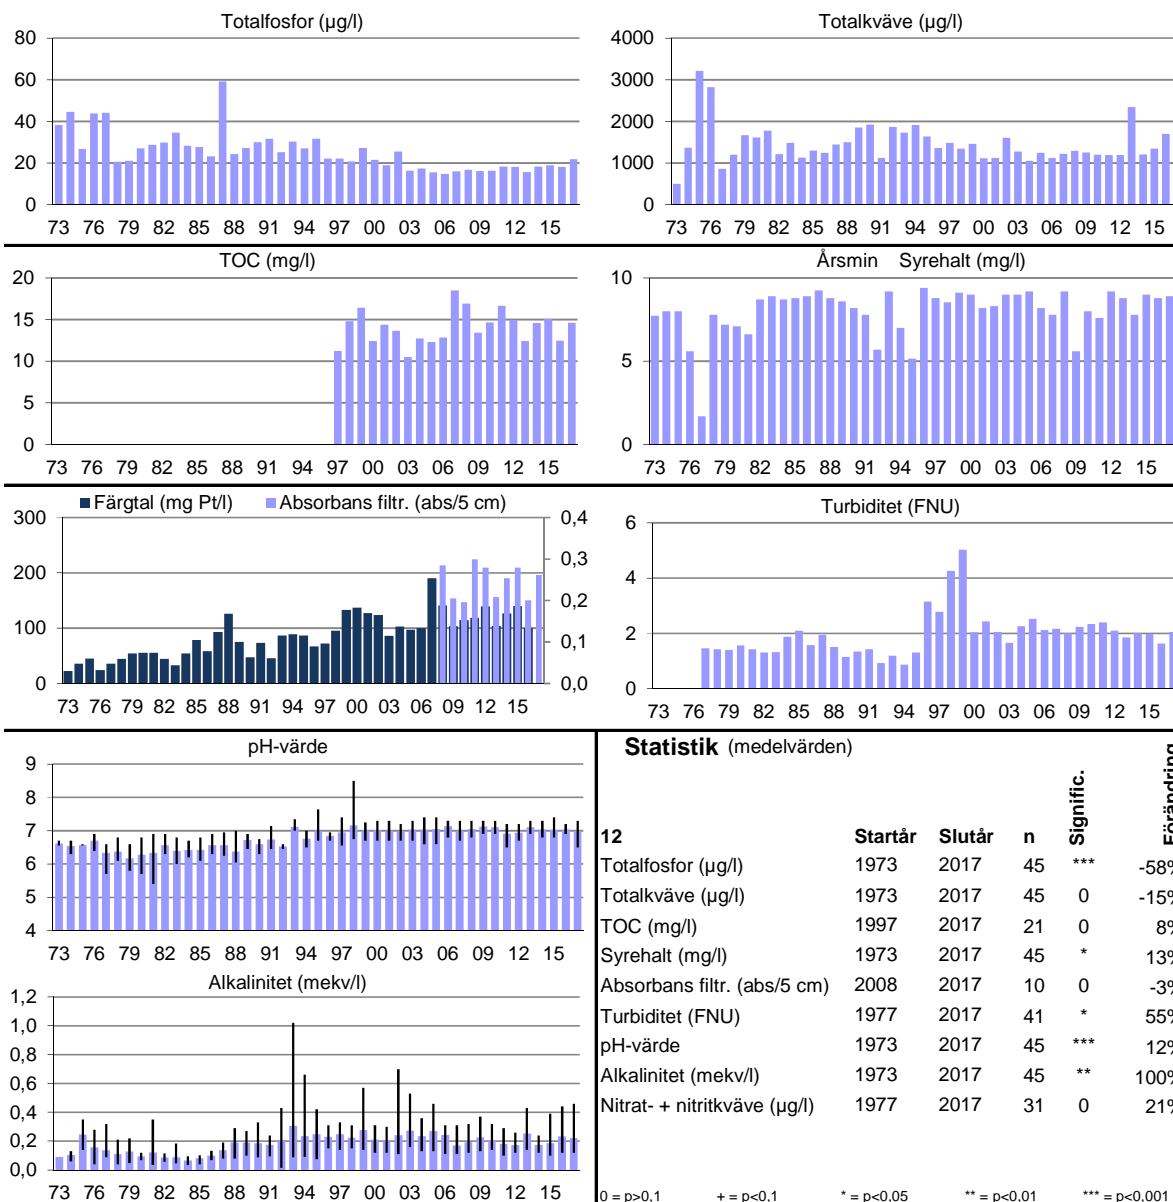 Totalfosfor (µg/l)
80
60
40
20
0
73 76 79 82 85 88 91 94 97 00 03 06 09 12 15
Totalkväve (µg/l)
4000
3000
2000
1000
0
73 76 79 82 85 88 91 94 97 00 03 06 09 12 15
TOC (mg/l)
20
15
10
5
0
73 76 79 82 85 88 91 94 97 00 03 06 09 12 15
Årsmin Syrehalt (mg/l)
10
5
0
73 76 79 82 85 88 91 94 97 00 03 06 09 12 15
Färgtal (mg Pt/l) Absorbans filtr. (abs/5 cm)
300 0,4
0,3
200
0,2
100
0,1
0 0,0
73 76 79 82 85 88 91 94 97 00 03 06 09 12 15
Turbiditet (FNU)
6
4
2
0
73 76 79 82 85 88 91 94 97 00 03 06 09 12 15
pH-värde
9
8
7
6
5
4
73 76 79 82 85 88 91 94 97 00 03 06 09 12 15
Alkalinitet (mekv/l)
1,2
1,0
0,8
0,6
0,4
0,2
0,0
73 76 79 82 85 88 91 94 97 00 03 06 09 12 15
Statistik (medelvärden)
12 Startår Slutår n Signific. Förändring
Totalfosfor (µg/l) 1973 2017 45 *** -58%
Totalkväve (µg/l) 1973 2017 45 0 -15%
TOC (mg/l) 1997 2017 21 0 8%
Syrehalt (mg/l) 1973 2017 45 * 13%
Absorbans filtr. (abs/5 cm) 2008 2017 10 0 -3%
Turbiditet (FNU) 1977 2017 41 * 55%
pH-värde 1973 2017 45 *** 12%
Alkalinitet (mekv/l) 1973 2017 45 ** 100%
Nitrat- + nitritkväve (µg/l) 1977 2017 31 0 21%
0 = p>0,1 + = p<0,1 * = p<0,05 ** = p<0,01 *** = p<0,001